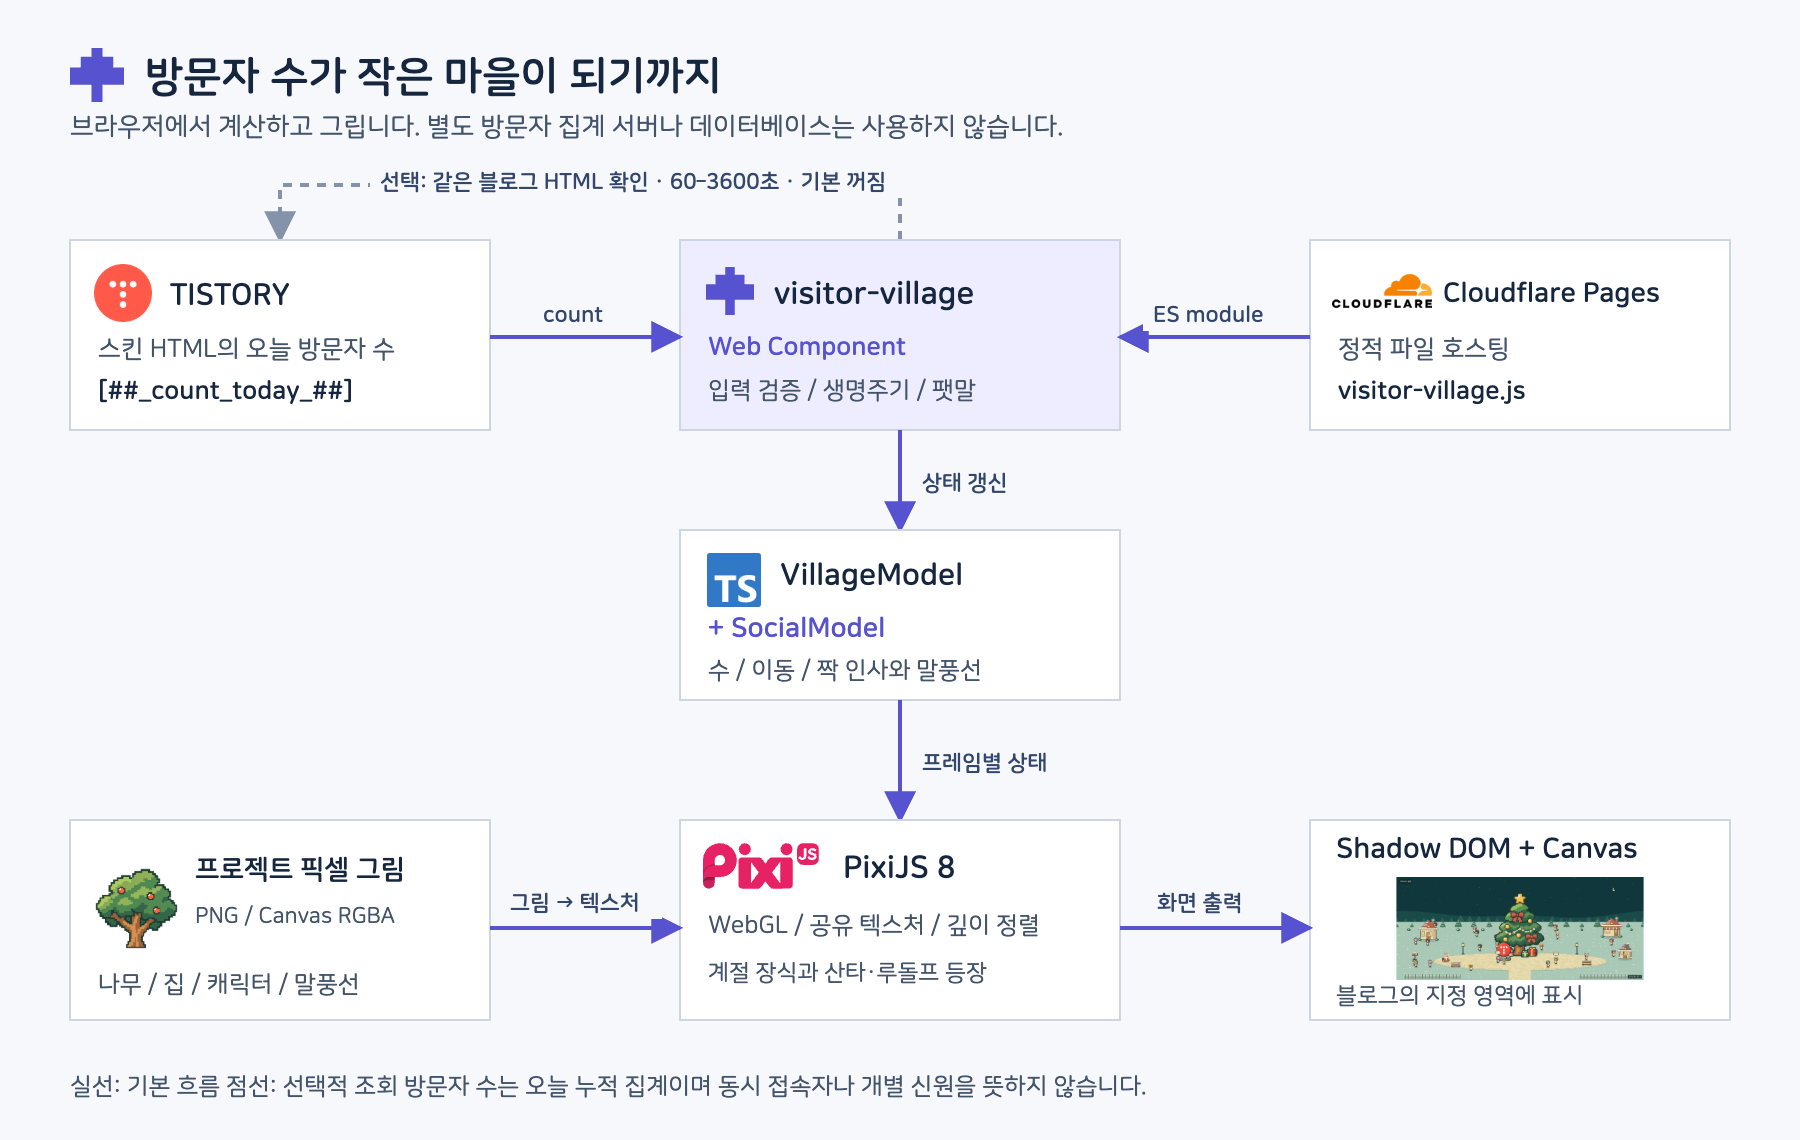 방문자 수가 작은 마을이 되기까지
브라우저에서 계산하고 그립니다. 별도 방문자 집계 서버나 데이터베이스는 사용하지 않습니다.
선택: 같은 블로그 HTML 확인 · 60-3600초 · 기본 꺼짐
TISTORY
스킨 HTML의 오늘 방문자 수
[##_count_today_##]
count
visitor-village
Web Component
입력 검증 / 생명주기 / 팻말
ES module
CLOUDFLARE
Cloudflare Pages
정적 파일 호스팅
visitor-village.js
상태 갱신
TS
VillageModel
+ SocialModel
수 / 이동 / 짝 인사와 말풍선
프레임별 상태
프로젝트 픽셀 그림
PNG / Canvas RGBA
나무 / 집 / 캐릭터 / 말풍선
그림 → 텍스처
Pixi JS
PixiJS 8
WebGL / 공유 텍스처 / 깊이 정렬
계절 장식과 산타·루돌프 등장
화면 출력
Shadow DOM + Canvas
블로그의 지정 영역에 표시
실선: 기본 흐름 점선: 선택적 조회 방문자 수는 오늘 누적 집계이며 동시 접속자나 개별 신원을 뜻하지 않습니다.